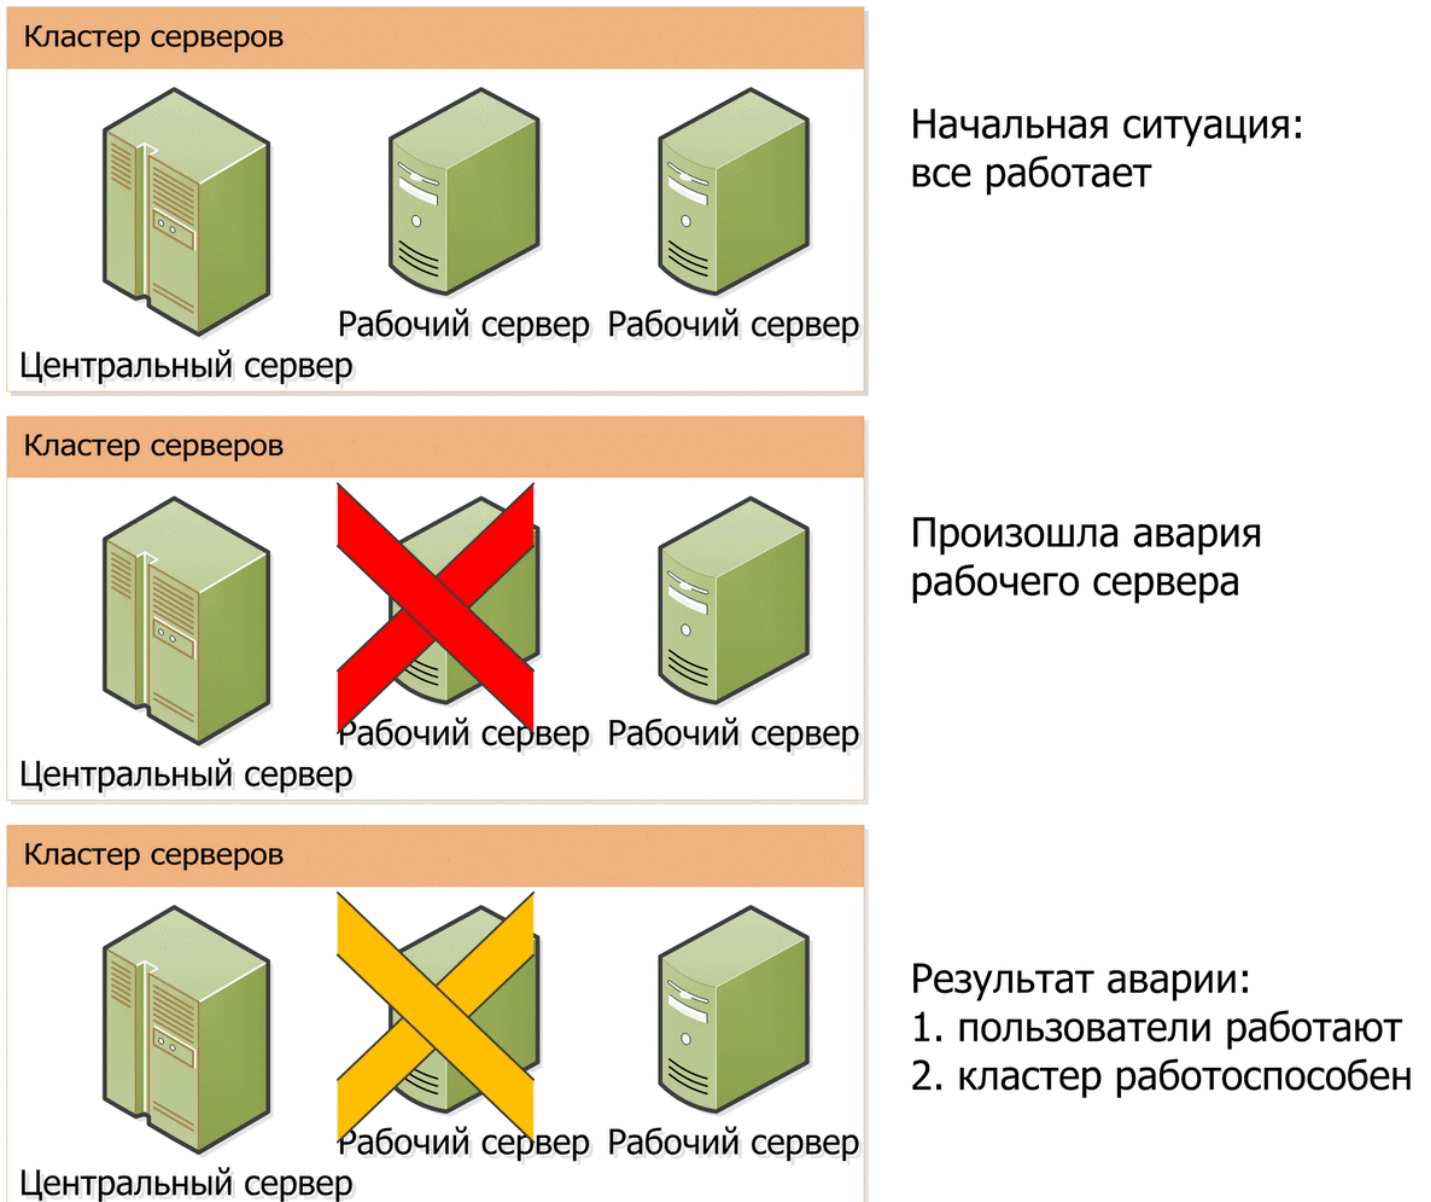 Кластер серверов
Начальная ситуация:
все работает
Рабочий сервер
Рабочий сервер
Центральный сервер
Кластер серверов
Произошла авария
рабочего сервера
Рабочий сервер
Рабочий сервер
Центральный сервер
Кластер серверов
Результат аварии:
1. пользователи работают
2. кластер работоспособен
Рабочий сервер
Рабочий сервер
Центральный сервер